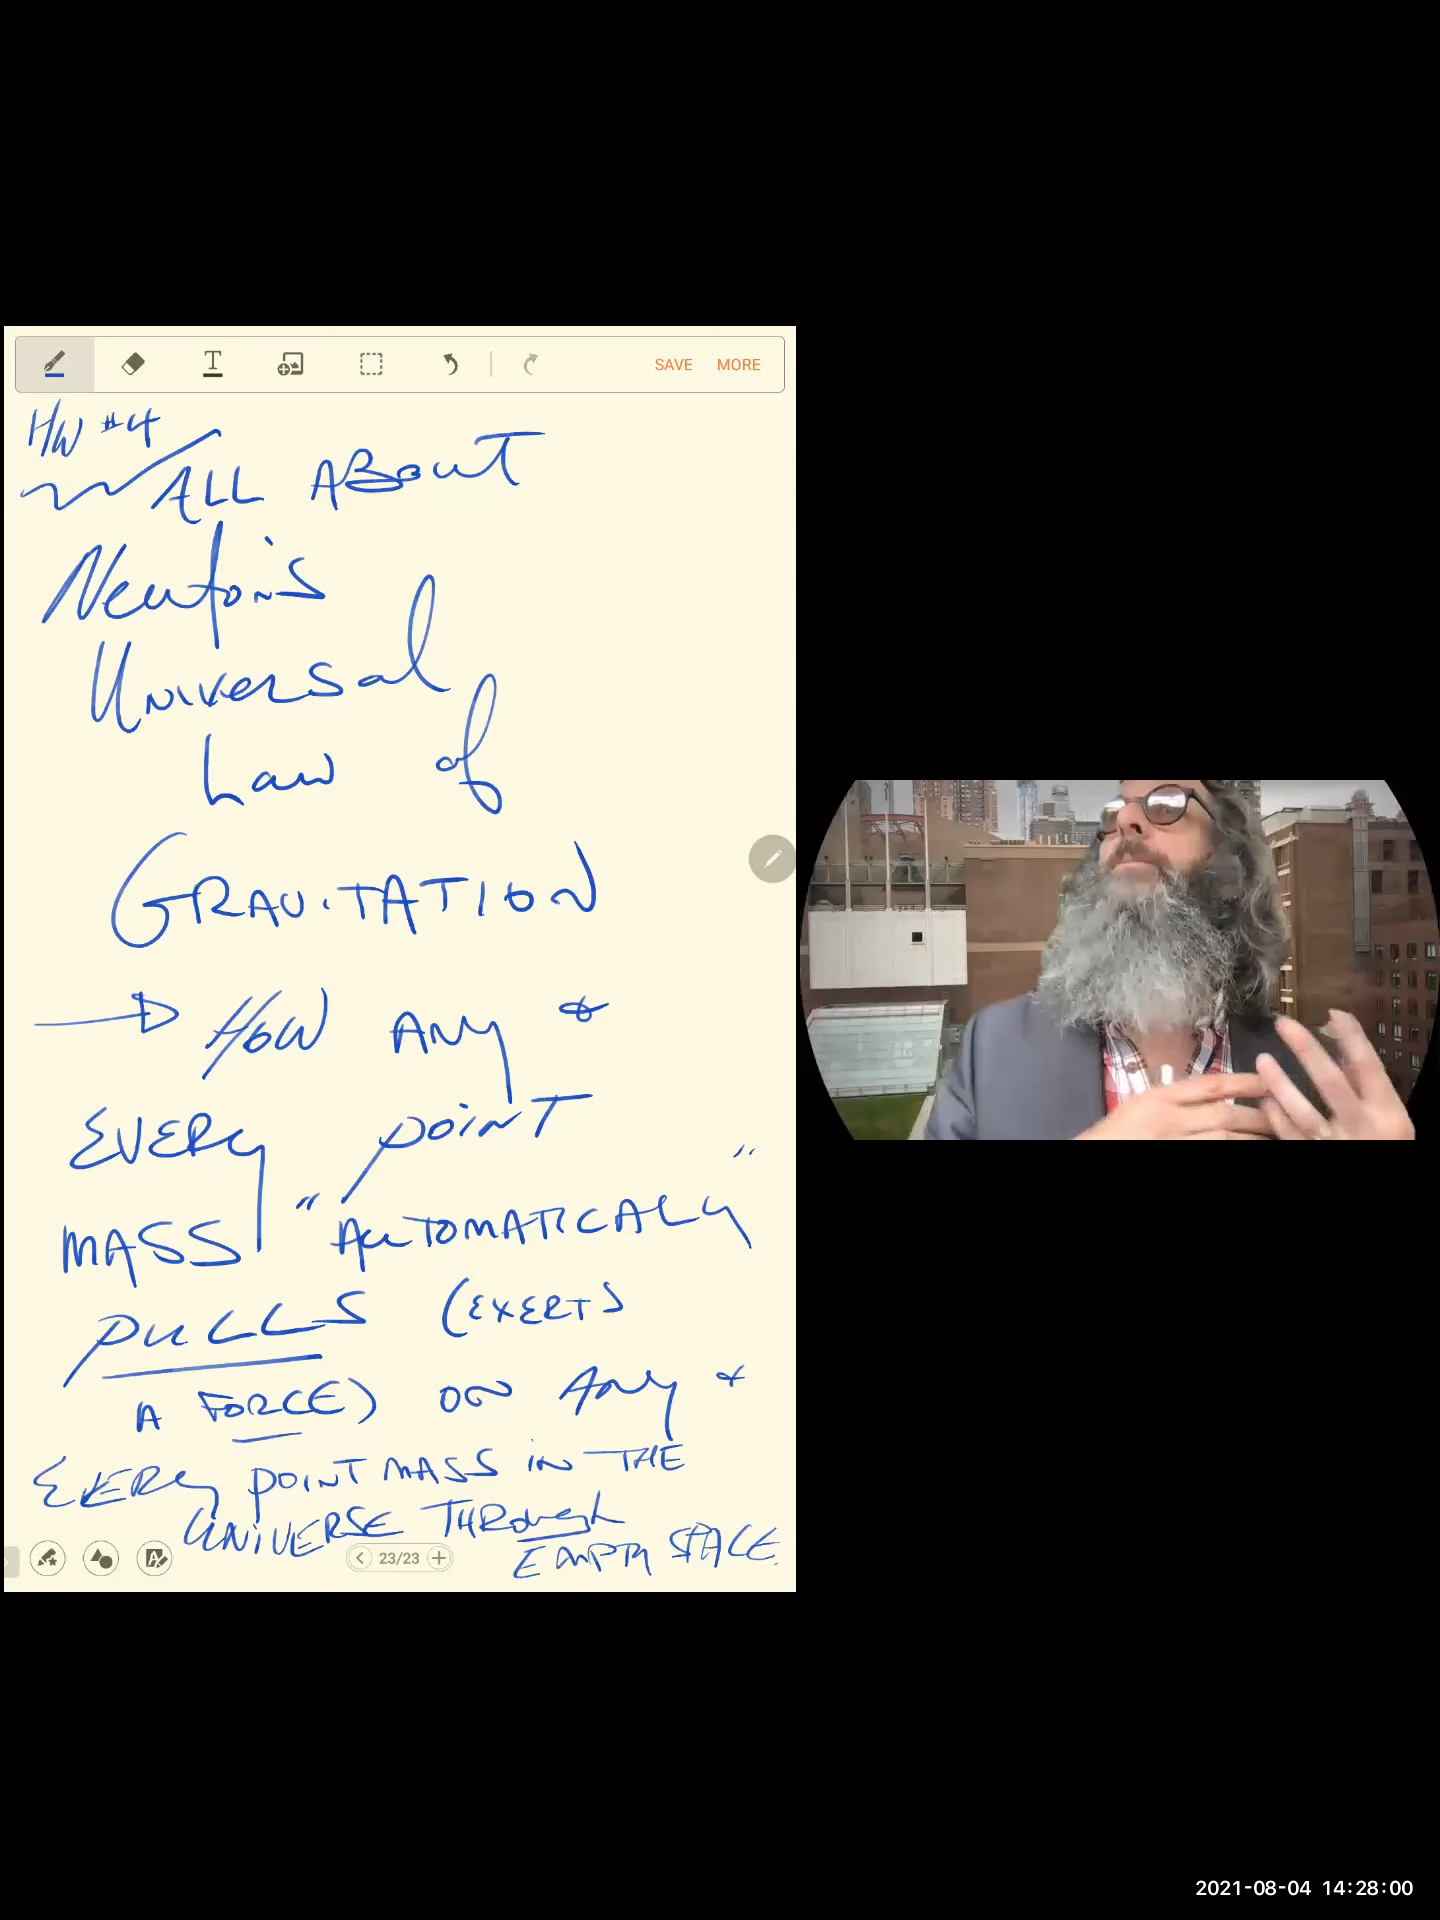 SAVE MORE
HW #4
ALL ABOUT
Newton's
Universal
Law of
GRAVITATION
→ HOW ANY &
EVERY POINT
MASS "AUTOMATICALLY"
PULLS (EXERTS
A FORCE) ON ANY &
EVERY POINT MASS IN THE
UNIVERSE THROUGH
EMPTY SPACE.
23/23
2021-08-04 14:28:00